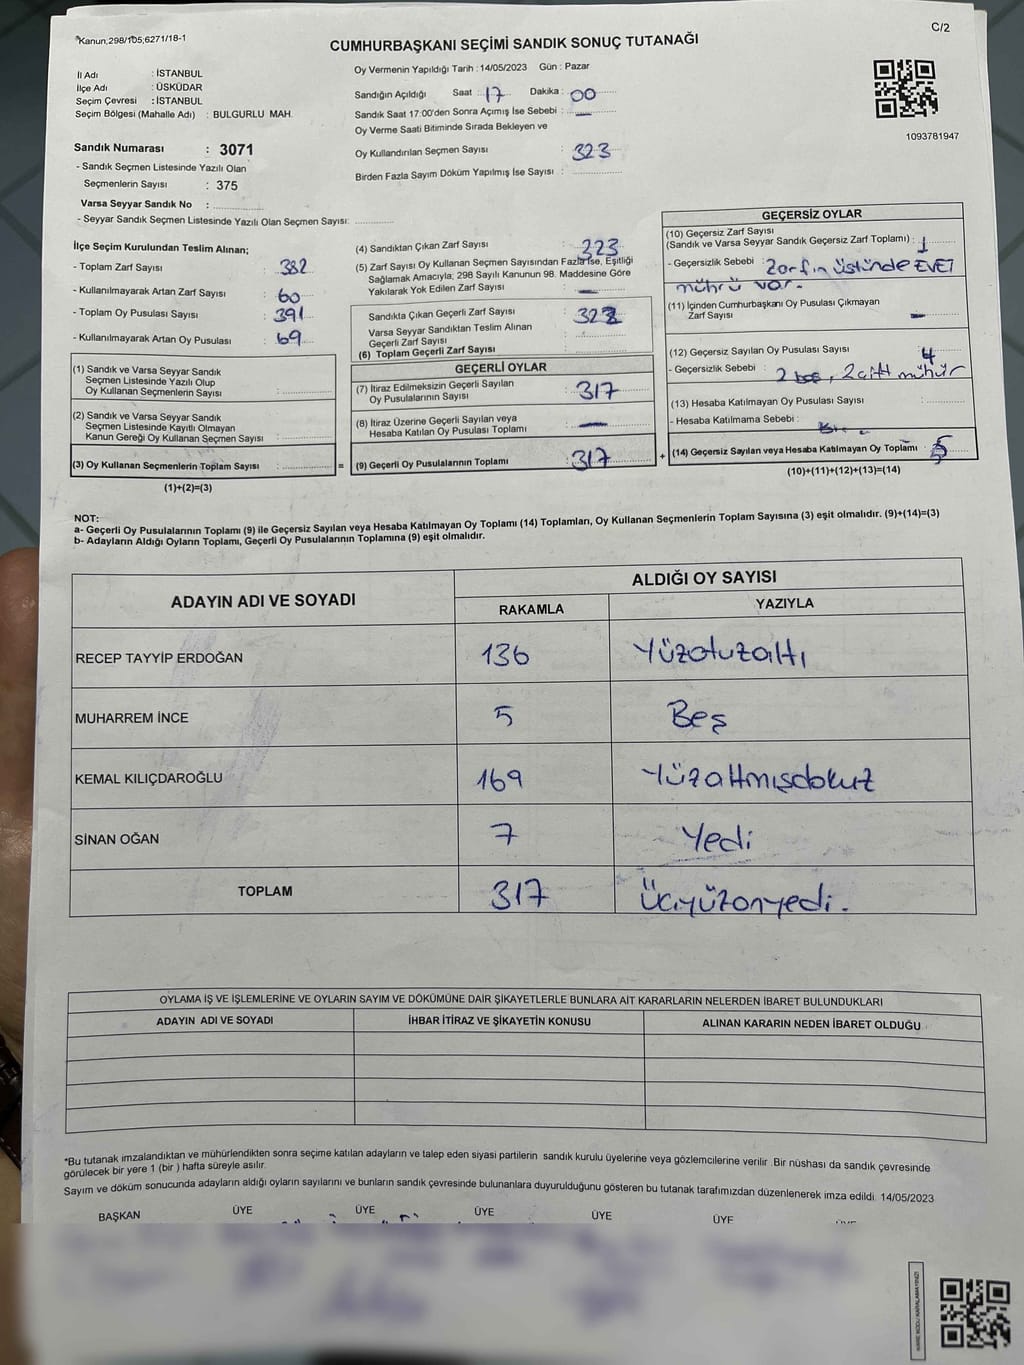 *Kanun,298/105;6271/18-1
C/2
CUMHURBAŞKANI SEÇİMİ SANDIK SONUÇ TUTANAĞI
İl Adı : İSTANBUL
İlçe Adı : ÜSKÜDAR
Seçim Çevresi : İSTANBUL
Seçim Bölgesi (Mahalle Adı) : BULGURLU MAH.
Oy Vermenin Yapıldığı Tarih : 14/05/2023 Gün : Pazar
Sandığın Açıldığı Saat : 17 Dakika : 00
Sandık Saat 17:00'den Sonra Açımış İse Sebebi : —
Oy Verme Saati Bitiminde Sırada Bekleyen ve
Oy Kullandırılan Seçmen Sayısı : 323
Birden Fazla Sayım Döküm Yapılmış İse Sayısı :
1093781947
Sandık Numarası : 3071
- Sandık Seçmen Listesinde Yazılı Olan
Seçmenlerin Sayısı : 375
Varsa Seyyar Sandık No :
- Seyyar Sandık Seçmen Listesinde Yazılı Olan Seçmen Sayısı:
İlçe Seçim Kurulundan Teslim Alınan;
- Toplam Zarf Sayısı : 382
- Kullanılmayarak Artan Zarf Sayısı : 60
- Toplam Oy Pusulası Sayısı : 391
- Kullanılmayarak Artan Oy Pusulası : 69
(1) Sandık ve Varsa Seyyar Sandık
Seçmen Listesinde Yazılı Olup
Oy Kullanan Seçmenlerin Sayısı :
(2) Sandık ve Varsa Seyyar Sandık
Seçmen Listesinde Kayıtlı Olmayan
Kanun Gereği Oy Kullanan Seçmen Sayısı :
(3) Oy Kullanan Seçmenlerin Toplam Sayısı :
(1)+(2)=(3)
(4) Sandıktan Çıkan Zarf Sayısı : 323
(5) Zarf Sayısı Oy Kullanan Seçmen Sayısından Fazla İse, Eşitliği
Sağlamak Amacıyla; 298 Sayılı Kanunun 98. Maddesine Göre
Yakılarak Yok Edilen Zarf Sayısı : —
Sandıkta Çıkan Geçerli Zarf Sayısı : 322
Varsa Seyyar Sandıktan Teslim Alınan
Geçerli Zarf Sayısı :
(6) Toplam Geçerli Zarf Sayısı :
GEÇERLİ OYLAR
(7) İtiraz Edilmeksizin Geçerli Sayılan
Oy Pusulalarının Sayısı : 317
(8) İtiraz Üzerine Geçerli Sayılan veya
Hesaba Katılan Oy Pusulası Toplamı : —
= (9) Geçerli Oy Pusulalarının Toplamı : 317
GEÇERSİZ OYLAR
(10) Geçersiz Zarf Sayısı
(Sandık ve Varsa Seyyar Sandık Geçersiz Zarf Toplamı) : 1
- Geçersizlik Sebebi : Zarfın üstünde EVET
mührü var.
(11) İçinden Cumhurbaşkanı Oy Pusulası Çıkmayan
Zarf Sayısı : —
(12) Geçersiz Sayılan Oy Pusulası Sayısı : 4
- Geçersizlik Sebebi : 2 boş, 2 çift mühür
(13) Hesaba Katılmayan Oy Pusulası Sayısı :
- Hesaba Katılmama Sebebi :
+ (14) Geçersiz Sayılan veya Hesaba Katılmayan Oy Toplamı : 5
(10)+(11)+(12)+(13)=(14)
NOT:
a- Geçerli Oy Pusulalarının Toplamı (9) ile Geçersiz Sayılan veya Hesaba Katılmayan Oy Toplamı (14) Toplamları, Oy Kullanan Seçmenlerin Toplam Sayısına (3) eşit olmalıdır. (9)+(14)=(3)
b- Adayların Aldığı Oyların Toplamı, Geçerli Oy Pusulalarının Toplamına (9) eşit olmalıdır.
ADAYIN ADI VE SOYADI ALDIĞI OY SAYISI
RAKAMLA YAZIYLA
RECEP TAYYİP ERDOĞAN 136 Yüzotuzaltı
MUHARREM İNCE 5 Beş
KEMAL KILIÇDAROĞLU 169 Yüzaltmışdokuz
SİNAN OĞAN 7 Yedi
TOPLAM 317 Üçyüzonyedi.
OYLAMA İŞ VE İŞLEMLERİNE VE OYLARIN SAYIM VE DÖKÜMÜNE DAİR ŞİKAYETLERLE BUNLARA AİT KARARLARIN NELERDEN İBARET BULUNDUKLARI
ADAYIN ADI VE SOYADI İHBAR İTİRAZ VE ŞİKAYETİN KONUSU ALINAN KARARIN NEDEN İBARET OLDUĞU
*Bu tutanak imzalandıktan ve mühürlendikten sonra seçime katılan adayların ve talep eden siyasi partilerin sandık kurulu üyelerine veya gözlemcilerine verilir .Bir nüshası da sandık çevresinde
görülecek bir yere 1 (bir ) hafta süreyle asılır.
Sayım ve döküm sonucunda adayların aldığı oyların sayılarını ve bunların sandık çevresinde bulunanlara duyurulduğunu gösteren bu tutanak tarafımızdan düzenlenerek imza edildi. 14/05/2023
BAŞKAN ÜYE ÜYE ÜYE ÜYE ÜYE